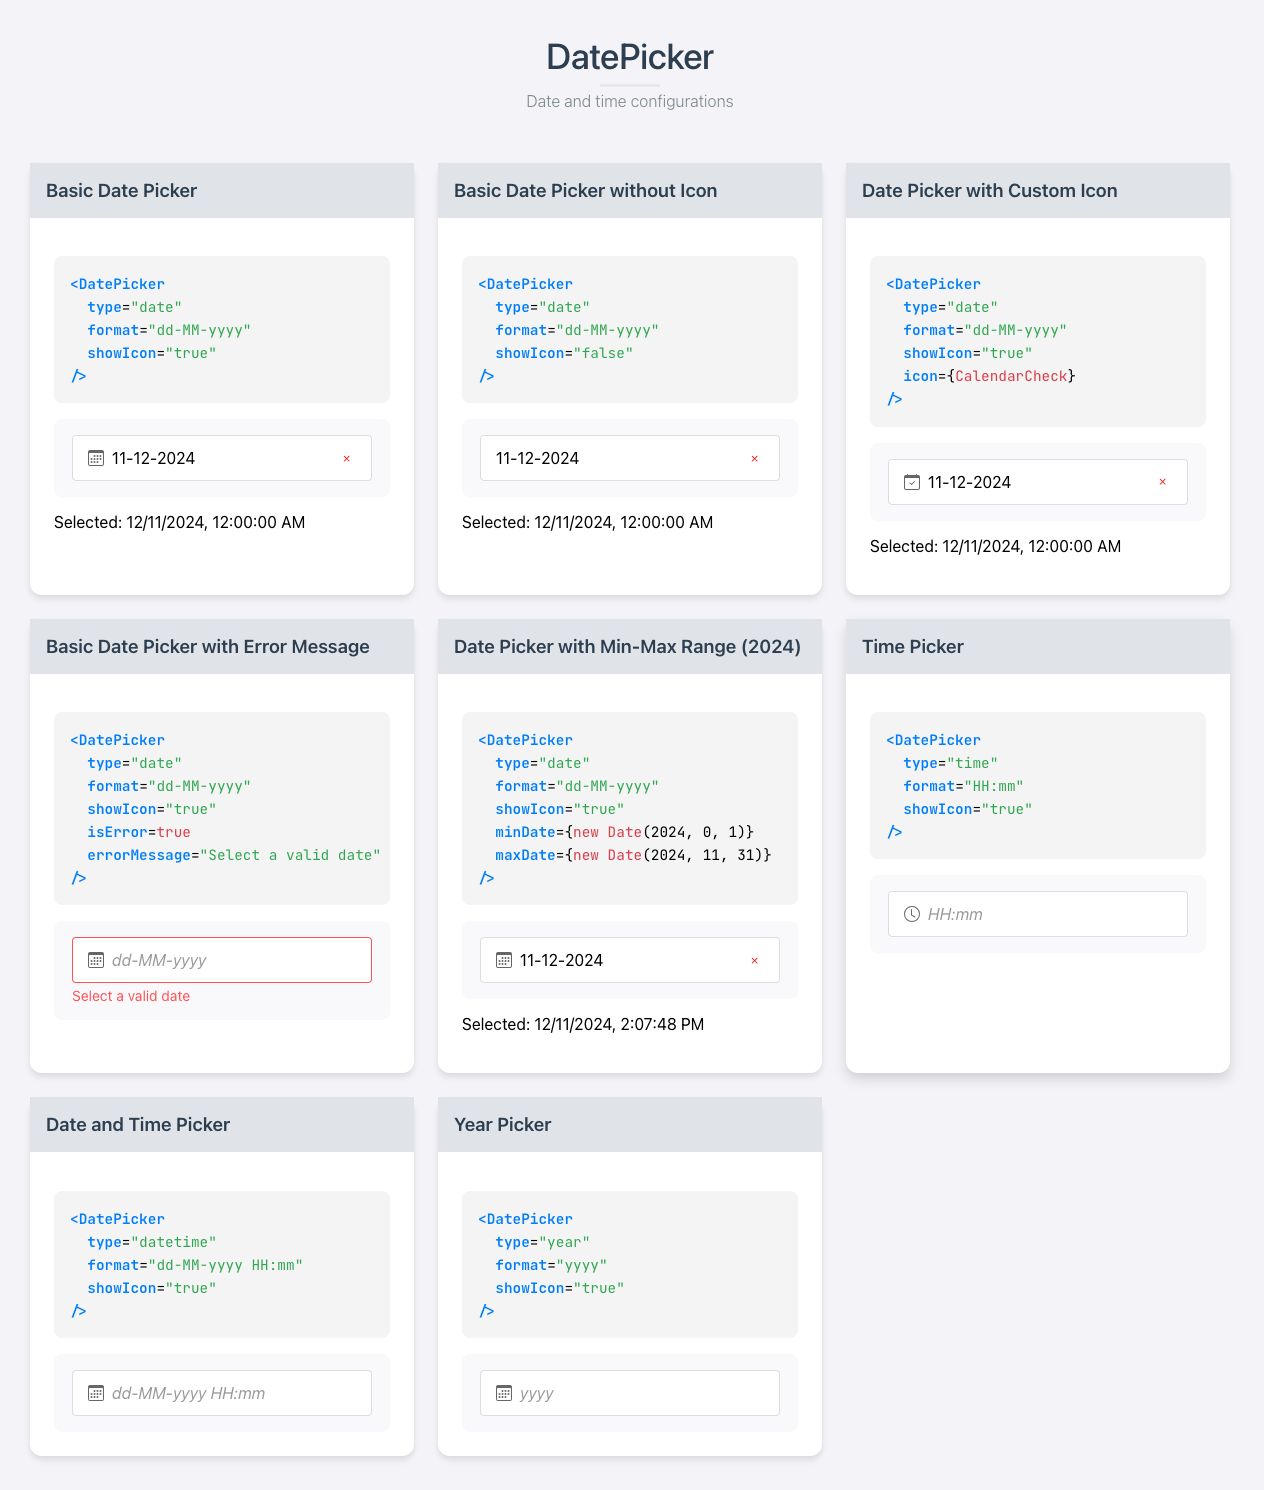 DatePicker
Date and time configurations
Basic Date Picker
<DatePicker
type="date"
format="dd-MM-yyyy"
showIcon="true"
/>
11-12-2024
×
Selected: 12/11/2024, 12:00:00 AM
Basic Date Picker without Icon
<DatePicker
type="date"
format="dd-MM-yyyy"
showIcon="false"
/>
11-12-2024
×
Selected: 12/11/2024, 12:00:00 AM
Date Picker with Custom Icon
<DatePicker
type="date"
format="dd-MM-yyyy"
showIcon="true"
icon={CalendarCheck}
/>
11-12-2024
×
Selected: 12/11/2024, 12:00:00 AM
Basic Date Picker with Error Message
<DatePicker
type="date"
format="dd-MM-yyyy"
showIcon="true"
isError=true
errorMessage="Select a valid date"
/>
dd-MM-yyyy
Select a valid date
Date Picker with Min-Max Range (2024)
<DatePicker
type="date"
format="dd-MM-yyyy"
showIcon="true"
minDate={new Date(2024, 0, 1)}
maxDate={new Date(2024, 11, 31)}
/>
11-12-2024
×
Selected: 12/11/2024, 2:07:48 PM
Time Picker
<DatePicker
type="time"
format="HH:mm"
showIcon="true"
/>
HH:mm
Date and Time Picker
<DatePicker
type="datetime"
format="dd-MM-yyyy HH:mm"
showIcon="true"
/>
dd-MM-yyyy HH:mm
Year Picker
<DatePicker
type="year"
format="yyyy"
showIcon="true"
/>
yyyy